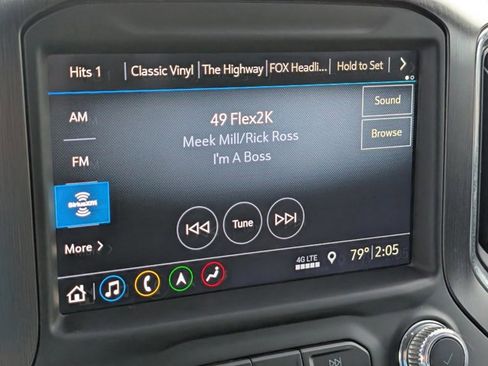 Hits 1 Classic Vinyl The Highway FOX Headli... Hold to Set
AM
49 Flex2K
Sound
Meek Mill/Rick Ross
Browse
FM
I'm A Boss
SiriusXM
Tune
More
4G LTE
79° 2:05